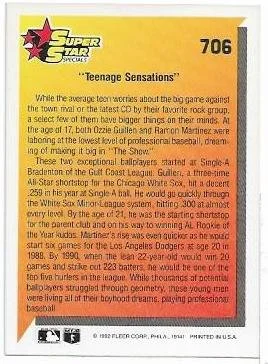 SUPER
STAR
SPECIALS
706
"Teenage Sensations"
While the average teen worries about the big game against
the town rival or the latest CD by their favorite rock group,
a select few of them have bigger things on their minds. At
the age of 17, both Ozzie Guillen and Ramon Martinez were
laboring at the lowest level of professional baseball, dream-
ing of making it big in "The Show."
These two exceptional ballplayers started at Single-A
Bradenton of the Gulf Coast League. Guillen, a three-time
All-Star shortstop for the Chicago White Sox, hit a decent
.259 in his year at Single A ball. He would go quickly through
the White Sox Minor-League system, hitting .300 at almost
every level. By the age of 21, he was the starting shortstop
for the parent club and on his way to winning AL Rookie of
the Year kudos. Martinez's rise was even quicker as he would
start six games for the Los Angeles Dodgers at age 20 in
1988. By 1990, when the lean 22-year-old would win 20
games and strike out 223 batters, he would be one of the
top five hurlers in the league. While thousands of potential
ballplayers struggled through geometry, these young men
were living all of their boyhood dreams, playing professional
baseball.
© 1992 FLEER CORP., PHILA., 19141 PRINTED IN U.S.A.